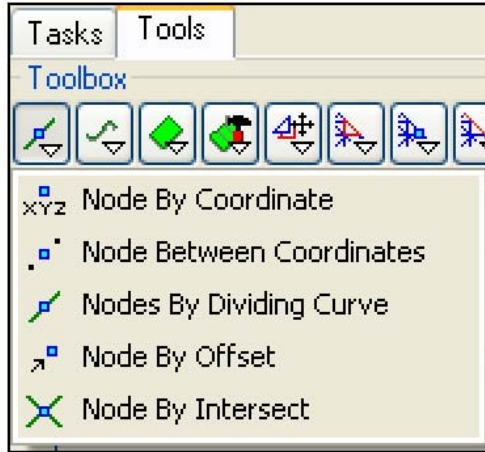 Tasks Tools
Toolbox
XYZ Node By Coordinate
Node Between Coordinates
Nodes By Dividing Curve
Node By Offset
Node By Intersect